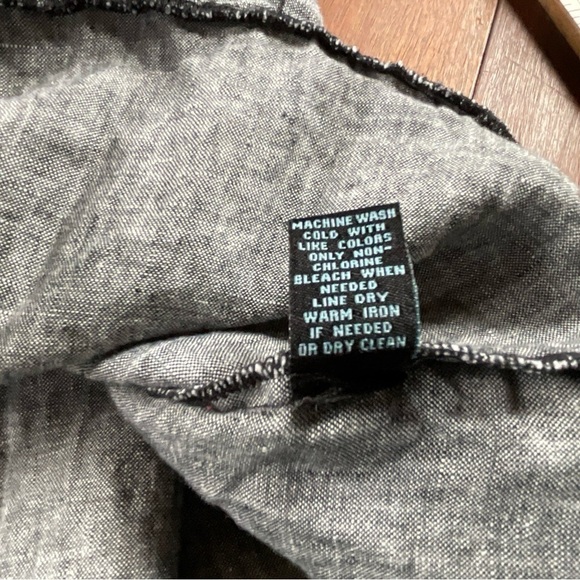 MACHINE WASH
COLD WITH
LIKE COLORS
ONLY NON-
CHLORINE
BLEACH WHEN
NEEDED
LINE DRY
WARM IRON
IF NEEDED
OR DRY CLEAN